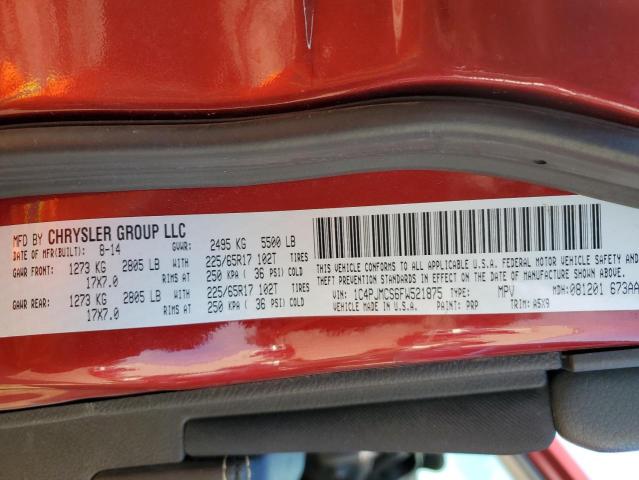 MFD BY CHRYSLER GROUP LLC
DATE OF MFR(BUILT): 8-14 GVWR: 2495 KG 5500 LB
GAWR FRONT: 1273 KG 2805 LB WITH 225/65R17 102T TIRES
17X7.0 RIMS AT 250 KPA ( 36 PSI) COLD
GAWR REAR: 1273 KG 2805 LB WITH 225/65R17 102T TIRES
17X7.0 RIMS AT 250 KPA ( 36 PSI) COLD
THIS VEHICLE CONFORMS TO ALL APPLICABLE U.S.A. FEDERAL MOTOR VEHICLE SAFETY AND
THEFT PREVENTION STANDARDS IN EFFECT ON THE DATE OF MANUFACTURE SHOWN ABOVE.
VIN: 1C4PJMCS6FW521875 TYPE: MPV MDH: 081201 673AA
MADE IN U.S.A. PAINT: PRP TRIM: A5X9